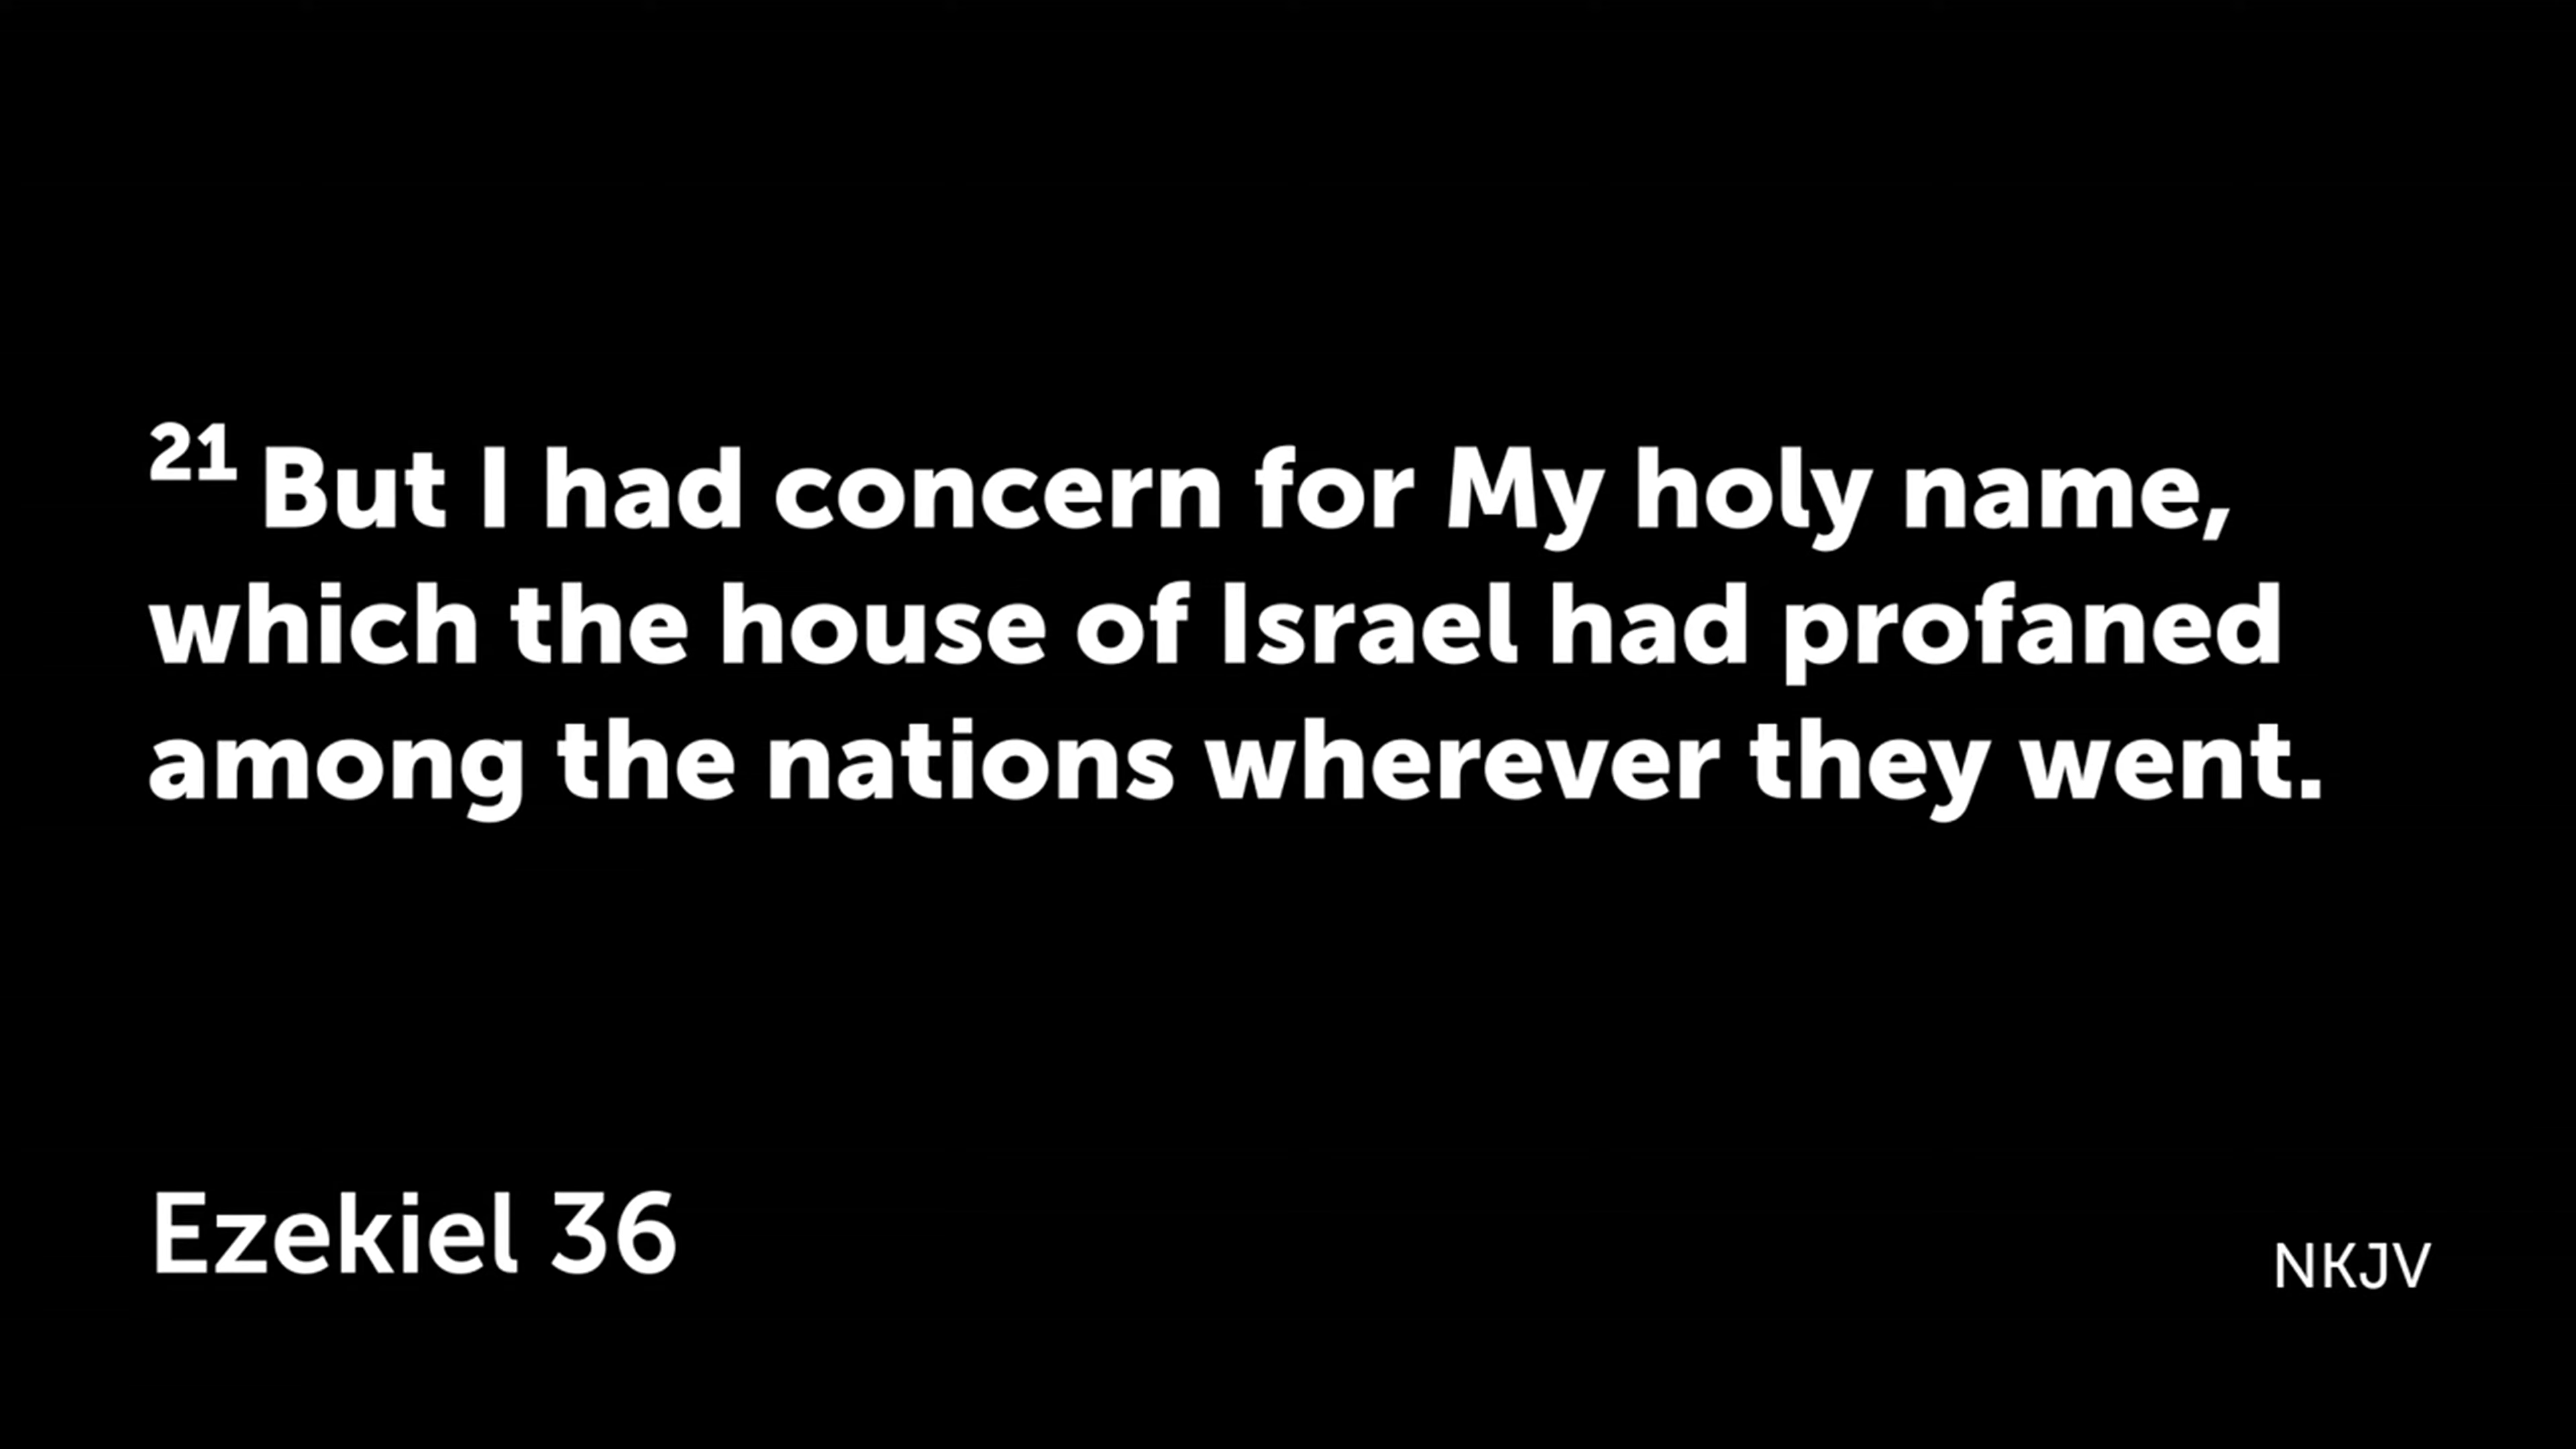 21 But I had concern for My holy name,
which the house of Israel had profaned
among the nations wherever they went.
Ezekiel 36
NKJV